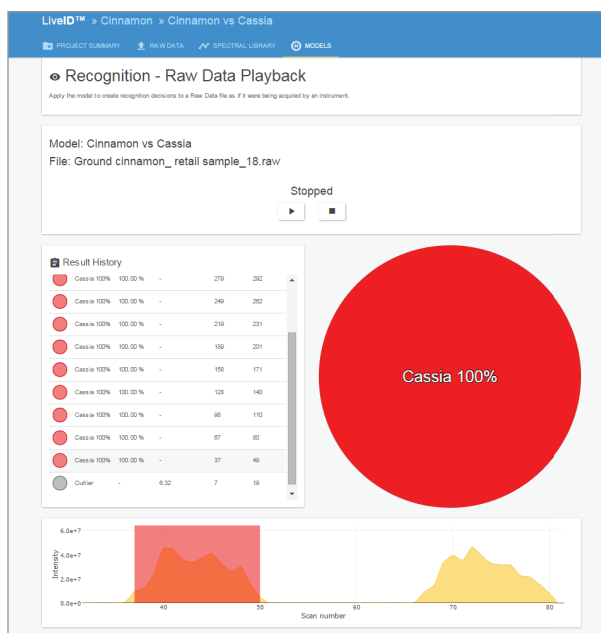 LiveID™ » Cinnamon » Cinnamon vs Cassia
PROJECT SUMMARY RAW DATA SPECTRAL LIBRARY MODELS
Recognition - Raw Data Playback
Apply the model to create recognition decisions to a Raw Data file as if it were being acquired by an instrument.
Model: Cinnamon vs Cassia
File: Ground cinnamon_ retail sample_18.raw
Stopped
Result History
Cassia 100% 100.00 % - 279 292
Cassia 100% 100.00 % - 249 262
Cassia 100% 100.00 % - 219 231
Cassia 100% 100.00 % - 189 201
Cassia 100% 100.00 % - 158 171
Cassia 100% 100.00 % - 128 140
Cassia 100% 100.00 % - 98 110
Cassia 100% 100.00 % - 67 80
Cassia 100% 100.00 % - 37 49
Outlier - 6.32 7 19
Cassia 100%
6.0e+7
4.0e+7
2.0e+7
0.0e+0
Intensity
40 50 60 70 80
Scan number